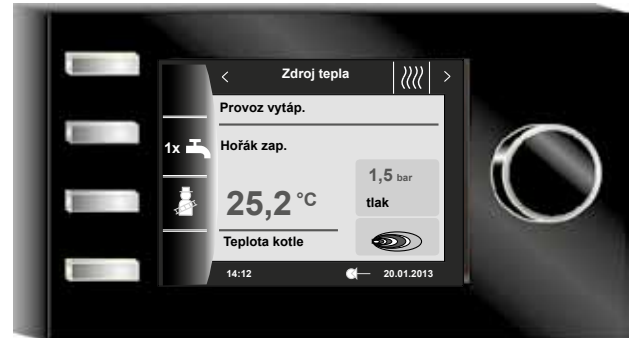 Zdroj tepla
Provoz vytáp.
1x
Hořák zap.
1,5 bar
tlak
25,2 °C
Teplota kotle
14:12
20.01.2013